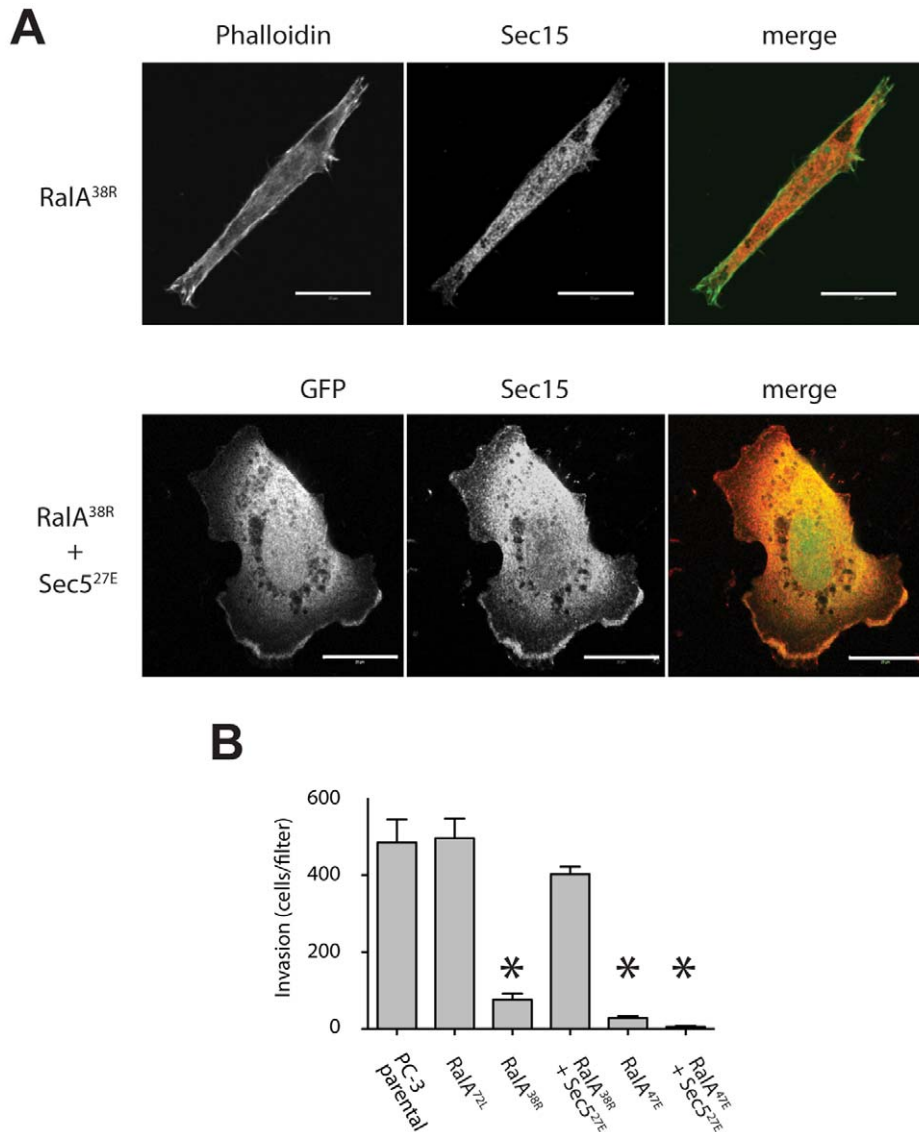 A
Phalloidin Sec15 merge
RalA38R
GFP Sec15 merge
RalA38R
+
Sec527E
B
Invasion (cells/filter)
600
400
200
0
* * *
PC-3
parental
RalA72L
RalA38R
RalA38R
+ Sec527E
RalA47E
RalA47E
+ Sec527E